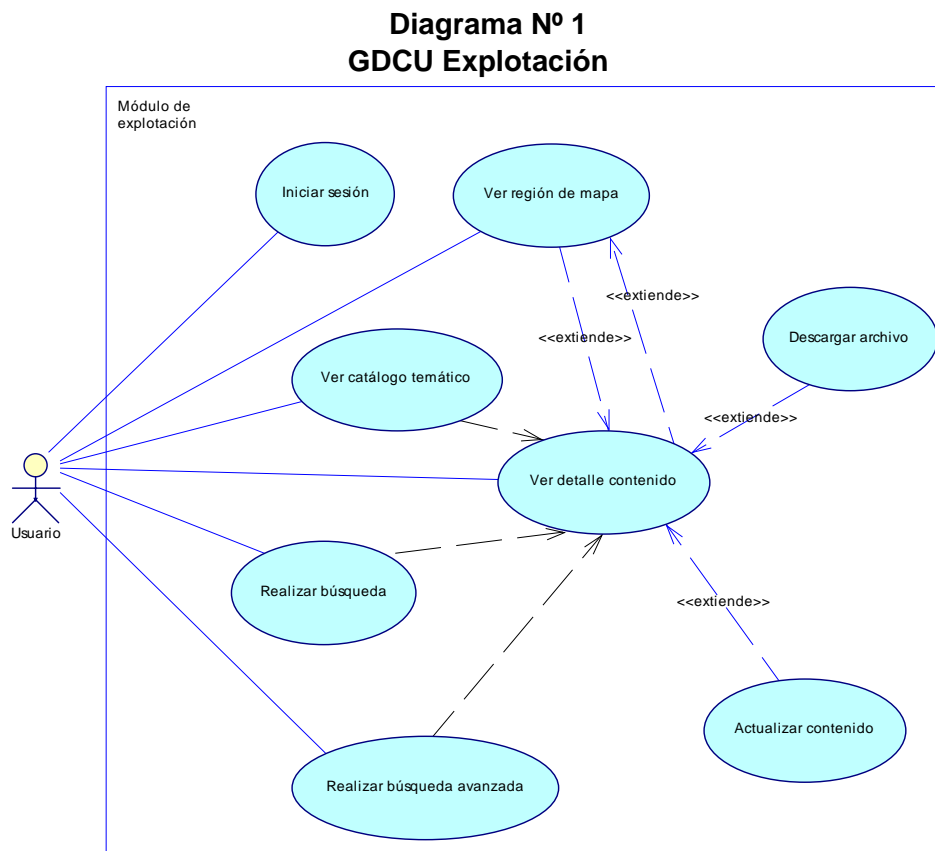 Diagrama Nº 1
GDCU Explotación
Módulo de
explotación
Iniciar sesión
Ver región de mapa
<<extiende>>
<<extiende>>
Descargar archivo
Ver catálogo temático
<<extiende>>
Ver detalle contenido
Usuario
Realizar búsqueda
<<extiende>>
Actualizar contenido
Realizar búsqueda avanzada